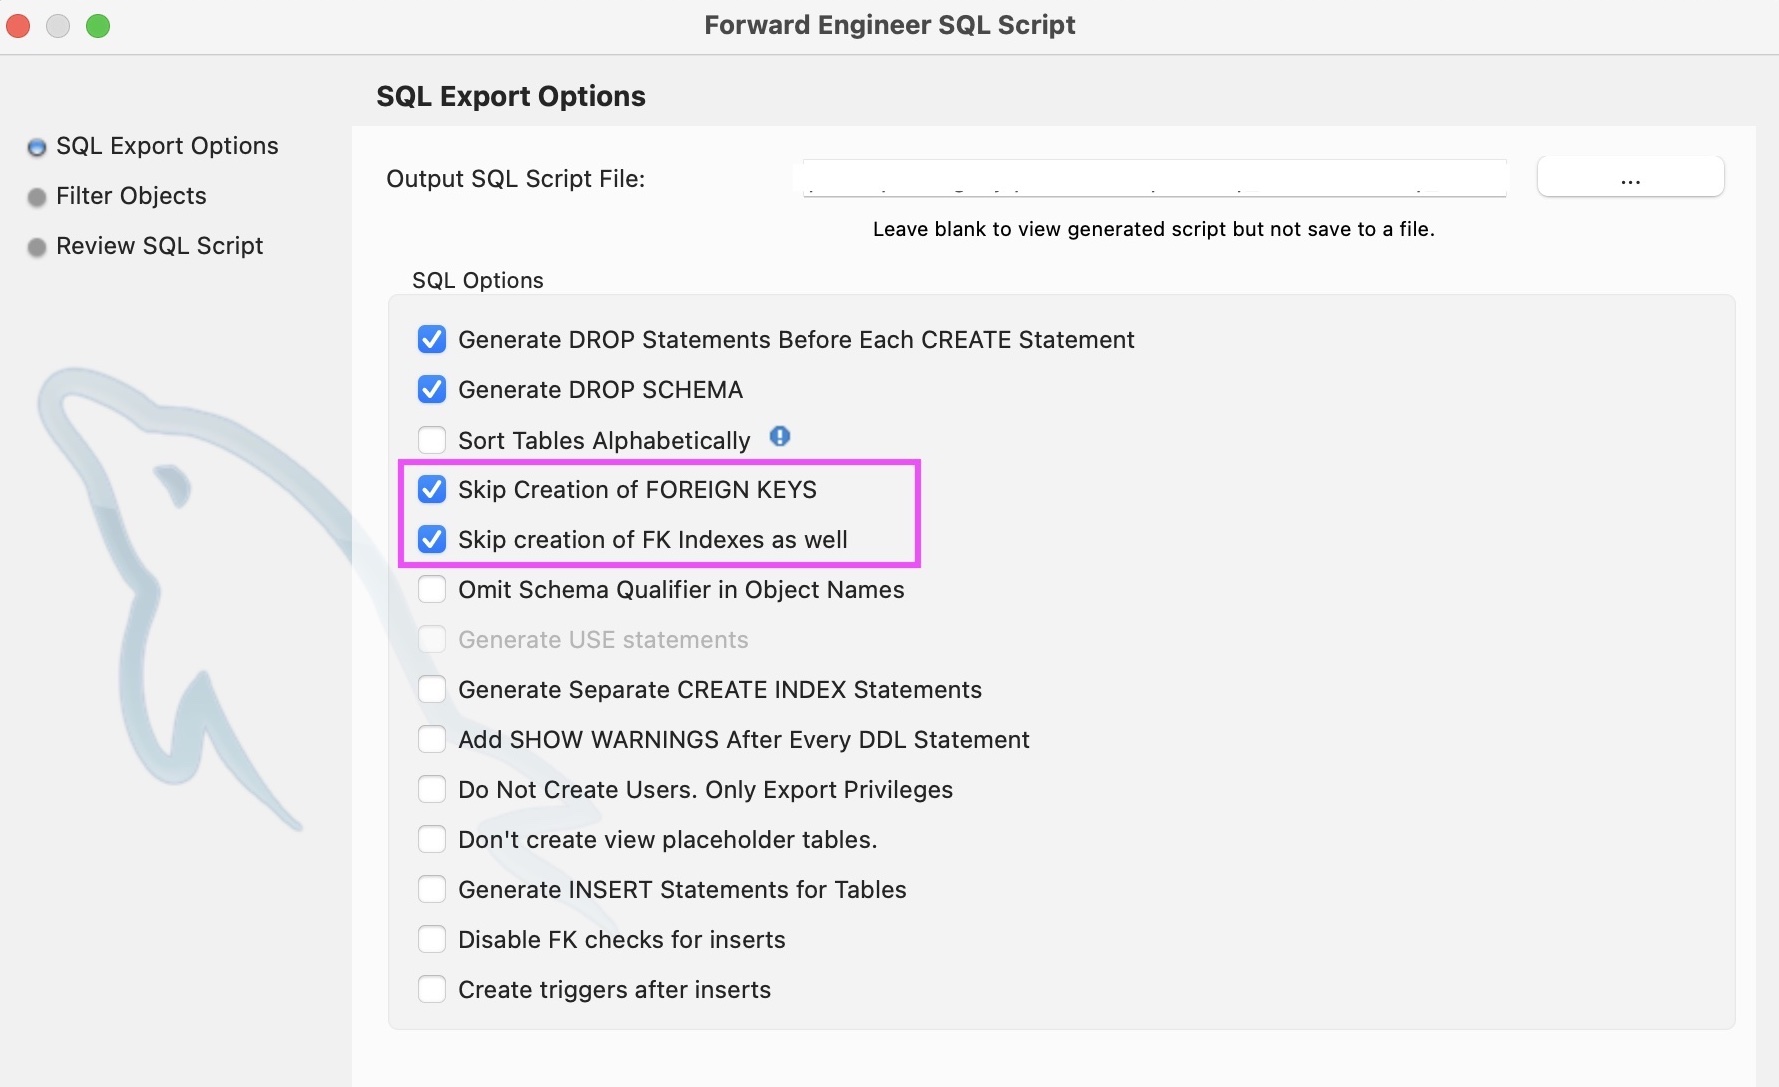 Forward Engineer SQL Script
SQL Export Options
SQL Export Options
Filter Objects
Review SQL Script
Output SQL Script File:
...
Leave blank to view generated script but not save to a file.
SQL Options
Generate DROP Statements Before Each CREATE Statement
Generate DROP SCHEMA
Sort Tables Alphabetically
Skip Creation of FOREIGN KEYS
Skip creation of FK Indexes as well
Omit Schema Qualifier in Object Names
Generate USE statements
Generate Separate CREATE INDEX Statements
Add SHOW WARNINGS After Every DDL Statement
Do Not Create Users. Only Export Privileges
Don't create view placeholder tables.
Generate INSERT Statements for Tables
Disable FK checks for inserts
Create triggers after inserts